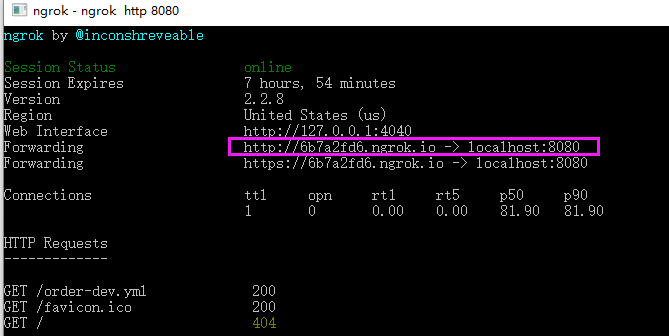 ngrok - ngrok  http 8080
ngrok by @inconshreveable
Session Status online
Session Expires 7 hours, 54 minutes
Version 2.2.8
Region United States (us)
Web Interface http://127.0.0.1:4040
Forwarding http://6b7a2fd6.ngrok.io -> localhost:8080
Forwarding https://6b7a2fd6.ngrok.io -> localhost:8080
Connections ttl opn rt1 rt5 p50 p90
1 0 0.00 0.00 81.90 81.90
HTTP Requests
-------------
GET /order-dev.yml 200
GET /favicon.ico 200
GET / 404